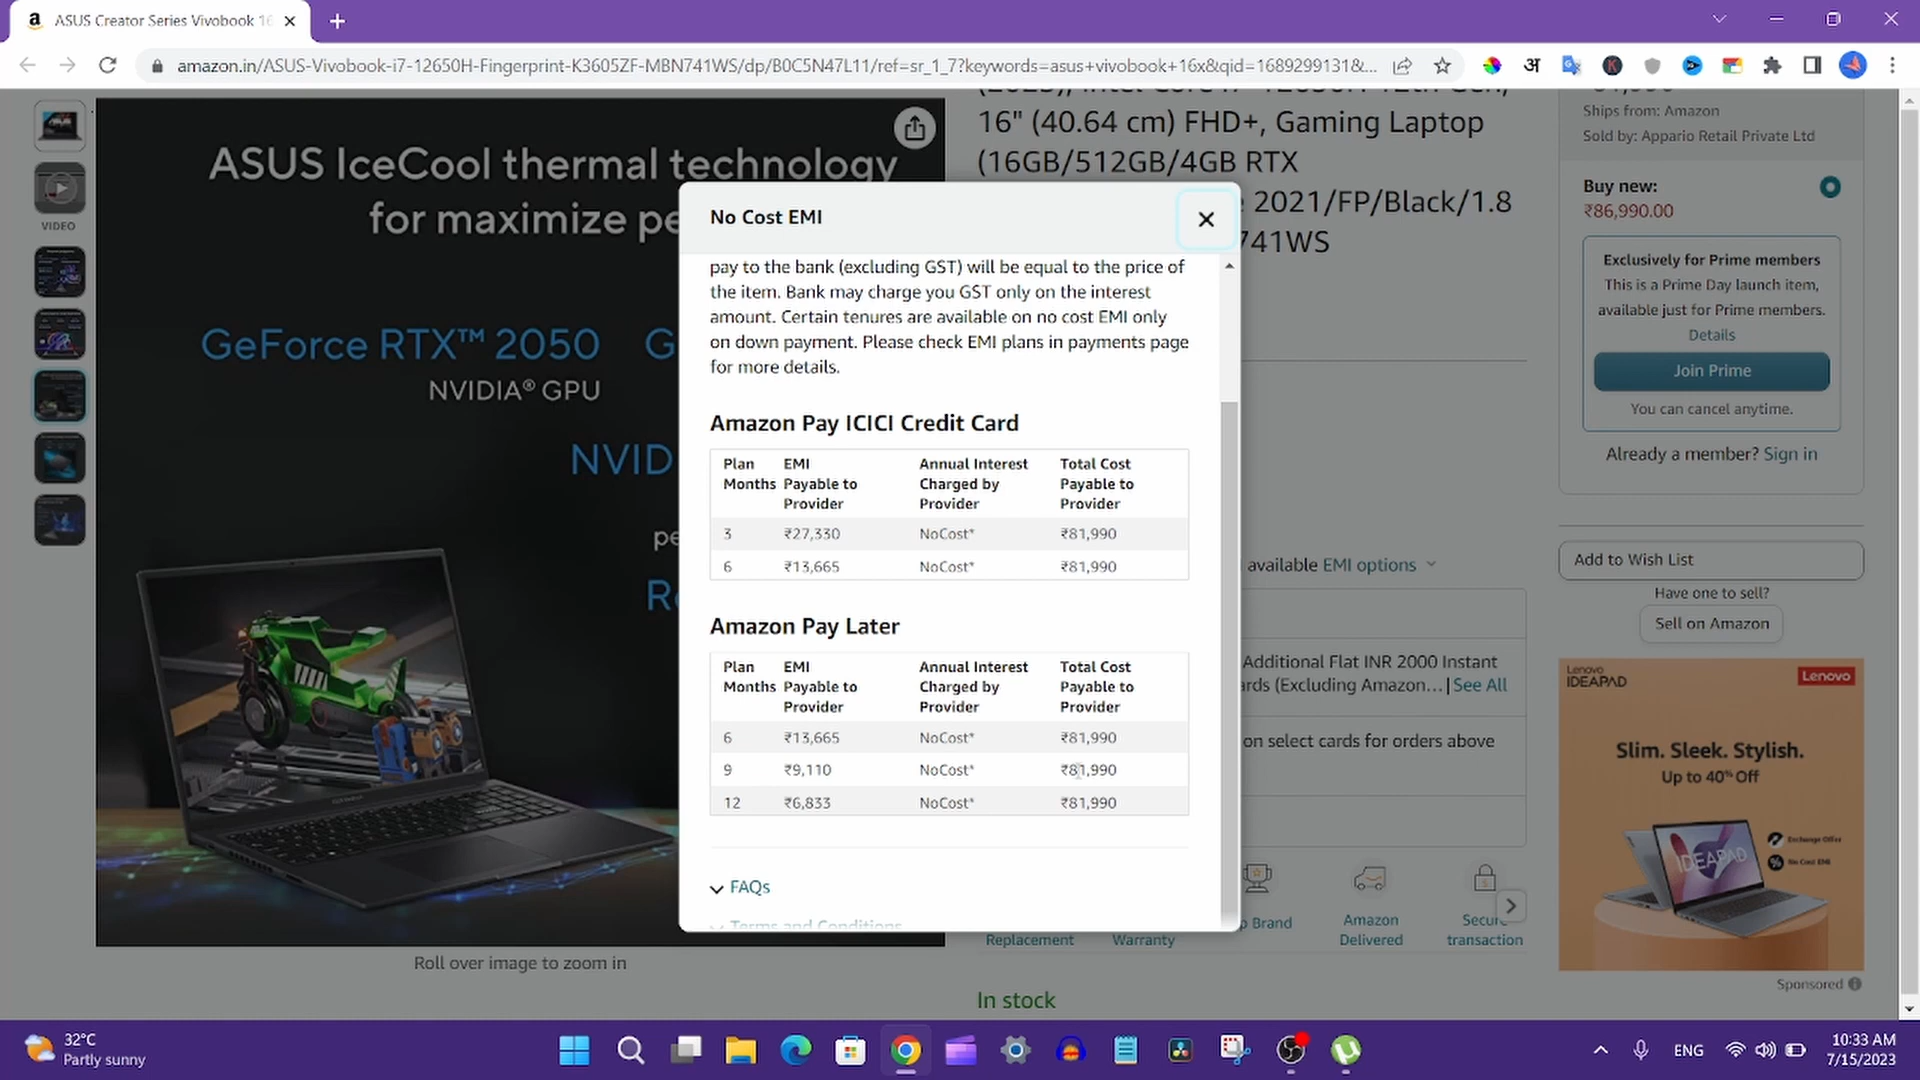 ASUS Creator Series Vivobook 16
amazon.in/ASUS-Vivobook-i7-12650H-Fingerprint-K3605ZF-MBN741WS/dp/B0C5N47L11/ref=sr_1_7?keywords=asus+vivobook+16x&qid=1689299131&...
VIDEO
ASUS IceCool thermal technology
for maximize pe
GeForce RTX™ 2050 G
NVIDIA® GPU
NVID
pe
Roll over image to zoom in
16" (40.64 cm) FHD+, Gaming Laptop
(16GB/512GB/4GB RTX
2021/FP/Black/1.8
741WS
No Cost EMI
pay to the bank (excluding GST) will be equal to the price of
the item. Bank may charge you GST only on the interest
amount. Certain tenures are available on no cost EMI only
on down payment. Please check EMI plans in payments page
for more details.
Amazon Pay ICICI Credit Card
Plan Months EMI Payable to Provider Annual Interest Charged by Provider Total Cost Payable to Provider
3 ₹27,330 NoCost* ₹81,990
6 ₹13,665 NoCost* ₹81,990
Amazon Pay Later
Plan Months EMI Payable to Provider Annual Interest Charged by Provider Total Cost Payable to Provider
6 ₹13,665 NoCost* ₹81,990
9 ₹9,110 NoCost* ₹81,990
12 ₹6,833 NoCost* ₹81,990
FAQs
Terms and Conditions
available EMI options
Additional Flat INR 2000 Instant
ards (Excluding Amazon... | See All
on select cards for orders above
Replacement
Warranty
p Brand
Amazon
Delivered
Secure
transaction
In stock
Ships from: Amazon
Sold by: Appario Retail Private Ltd
Buy new:
₹86,990.00
Exclusively for Prime members
This is a Prime Day launch item,
available just for Prime members.
Details
Join Prime
You can cancel anytime.
Already a member? Sign in
Add to Wish List
Have one to sell?
Sell on Amazon
Lenovo
IDEAPAD
Lenovo
Slim. Sleek. Stylish.
Up to 40% Off
IDEAPAD
Exchange Offer
No Cost EMI
Sponsored
32°C
Partly sunny
ENG
10:33 AM
7/15/2023